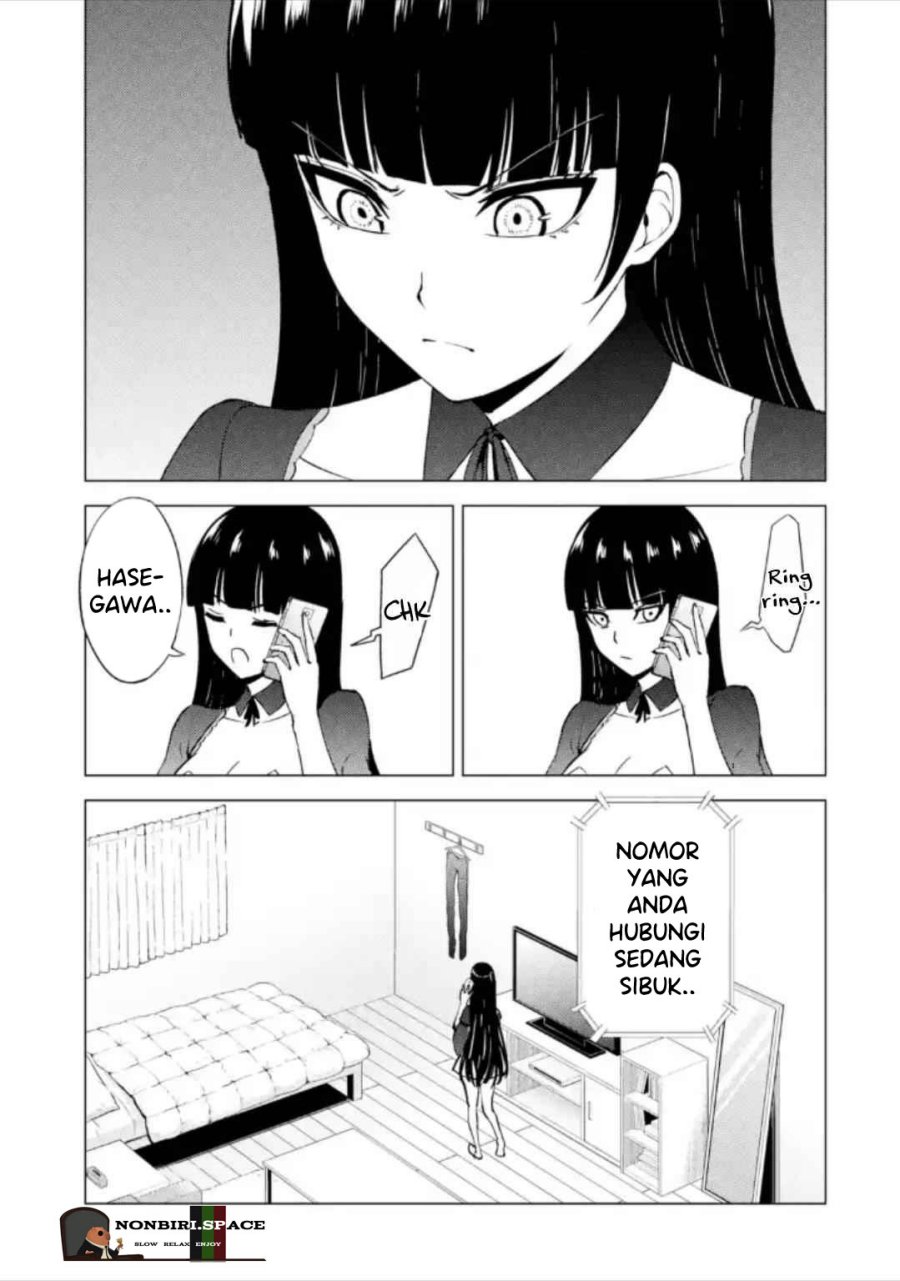 Ring
ring...
CHK
HASE-
GAWA..
NOMOR
YANG
ANDA
HUBUNGI
SEDANG
SIBUK..
NONBIRI.SPACE
SLOW RELAX ENJOY